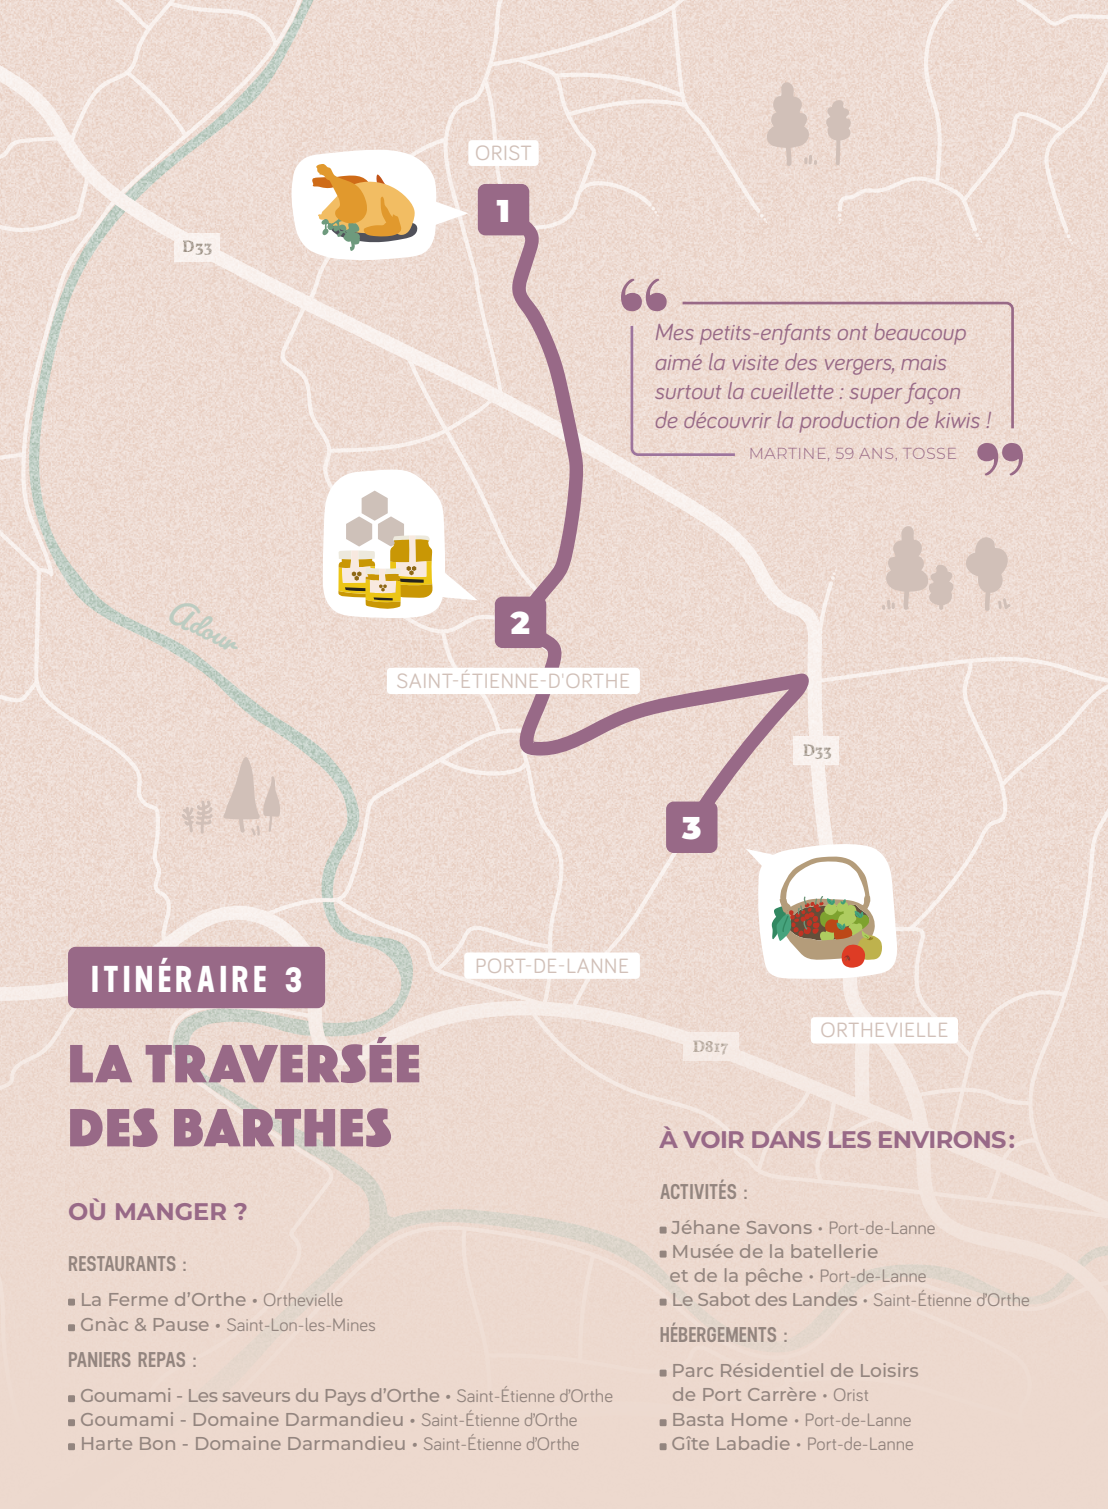 ORIST
1
D33
Mes petits-enfants ont beaucoup
aimé la visite des vergers, mais
surtout la cueillette : super façon
de découvrir la production de kiwis !
MARTINE, 59 ANS, TOSSE
Adour
2
SAINT-ÉTIENNE-D'ORTHE
D33
3
PORT-DE-LANNE
ORTHEVIELLE
D817
ITINÉRAIRE 3
LA TRAVERSÉE
DES BARTHES
OÙ MANGER ?
RESTAURANTS :
▪ La Ferme d'Orthe • Orthevielle
▪ Gnàc & Pause • Saint-Lon-les-Mines
PANIERS REPAS :
▪ Goumami - Les saveurs du Pays d'Orthe • Saint-Étienne d'Orthe
▪ Goumami - Domaine Darmandieu • Saint-Étienne d'Orthe
▪ Harte Bon - Domaine Darmandieu • Saint-Étienne d'Orthe
À VOIR DANS LES ENVIRONS :
ACTIVITÉS :
▪ Jéhane Savons • Port-de-Lanne
▪ Musée de la batellerie
et de la pêche • Port-de-Lanne
▪ Le Sabot des Landes • Saint-Étienne d'Orthe
HÉBERGEMENTS :
▪ Parc Résidentiel de Loisirs
de Port Carrère • Orist
▪ Basta Home • Port-de-Lanne
▪ Gîte Labadie • Port-de-Lanne